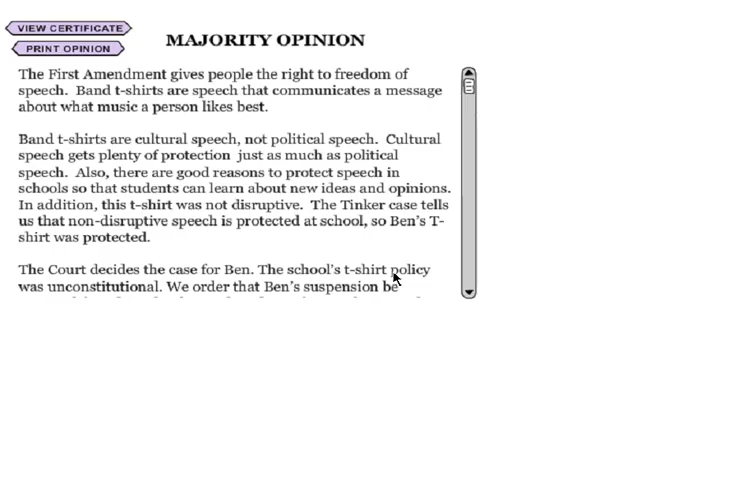 VIEW CERTIFICATE
PRINT OPINION
MAJORITY OPINION
The First Amendment gives people the right to freedom of
speech.  Band t-shirts are speech that communicates a message
about what music a person likes best.
Band t-shirts are cultural speech, not political speech.  Cultural
speech gets plenty of protection  just as much as political
speech.  Also, there are good reasons to protect speech in
schools so that students can learn about new ideas and opinions.
In addition, this t-shirt was not disruptive.  The Tinker case tells
us that non-disruptive speech is protected at school, so Ben's T-
shirt was protected.
The Court decides the case for Ben. The school's t-shirt policy
was unconstitutional. We order that Ben's suspension be